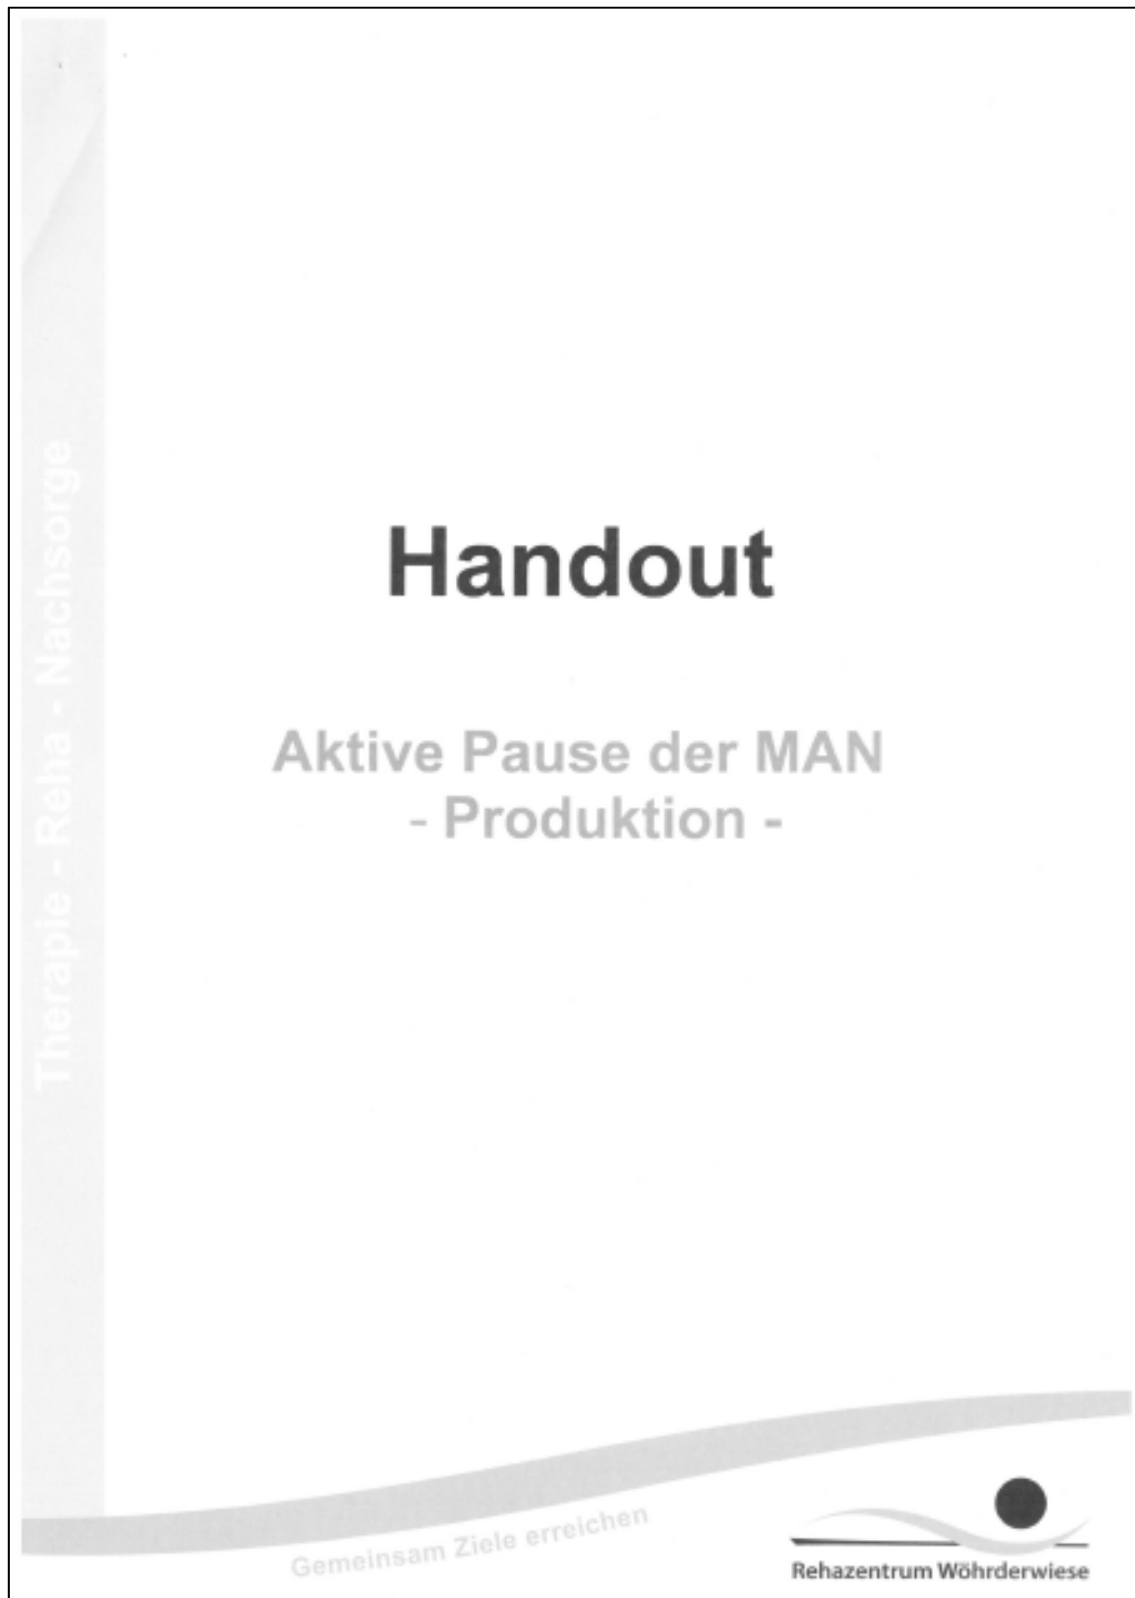 Therapie - Reha - Nachsorge
Handout
Aktive Pause der MAN
- Produktion -
Gemeinsam Ziele erreichen
Rehazentrum Wöhrderwiese